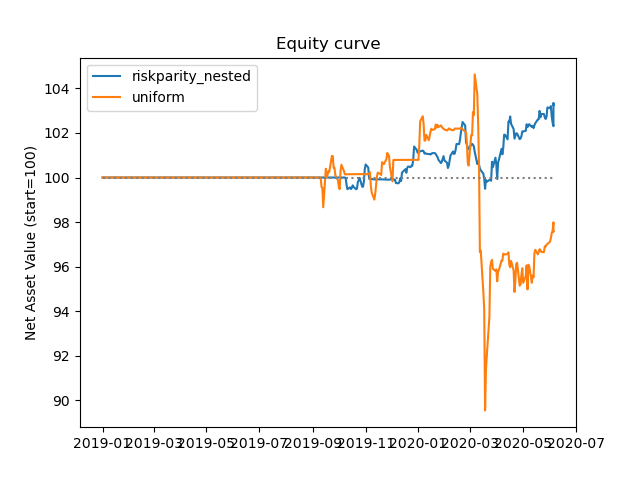 Equity curve
riskparity_nested
uniform
Net Asset Value (start=100)
104
102
100
98
96
94
92
90
2019-01 2019-03 2019-05 2019-07 2019-09 2019-11 2020-01 2020-03 2020-05 2020-07